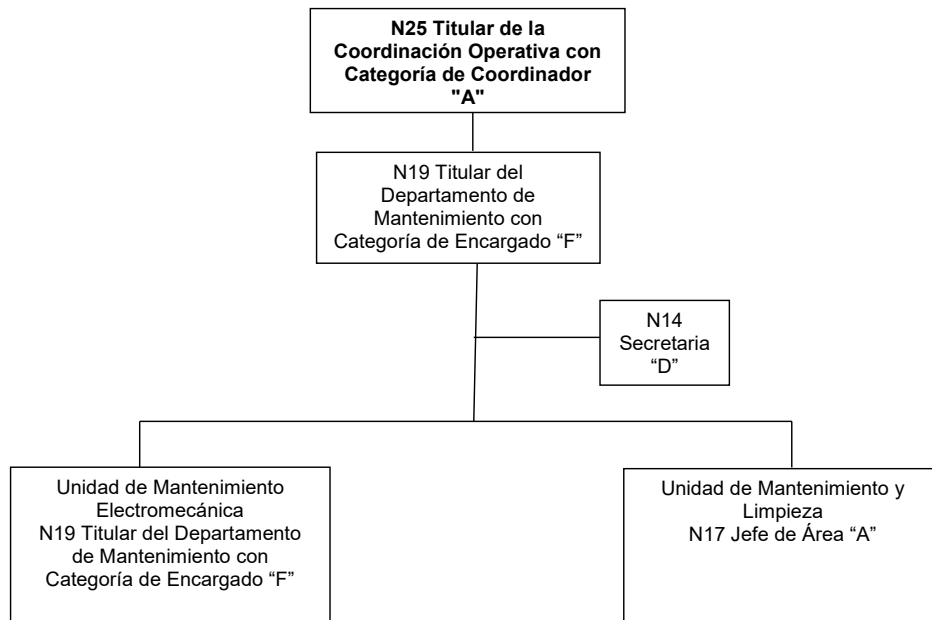 N25 Titular de la
Coordinación Operativa con
Categoría de Coordinador
"A"
N19 Titular del
Departamento de
Mantenimiento con
Categoría de Encargado “F”
N14
Secretaria
“D”
Unidad de Mantenimiento
Electromecánica
N19 Titular del Departamento
de Mantenimiento con
Categoría de Encargado “F”
Unidad de Mantenimiento y
Limpieza
N17 Jefe de Área “A”